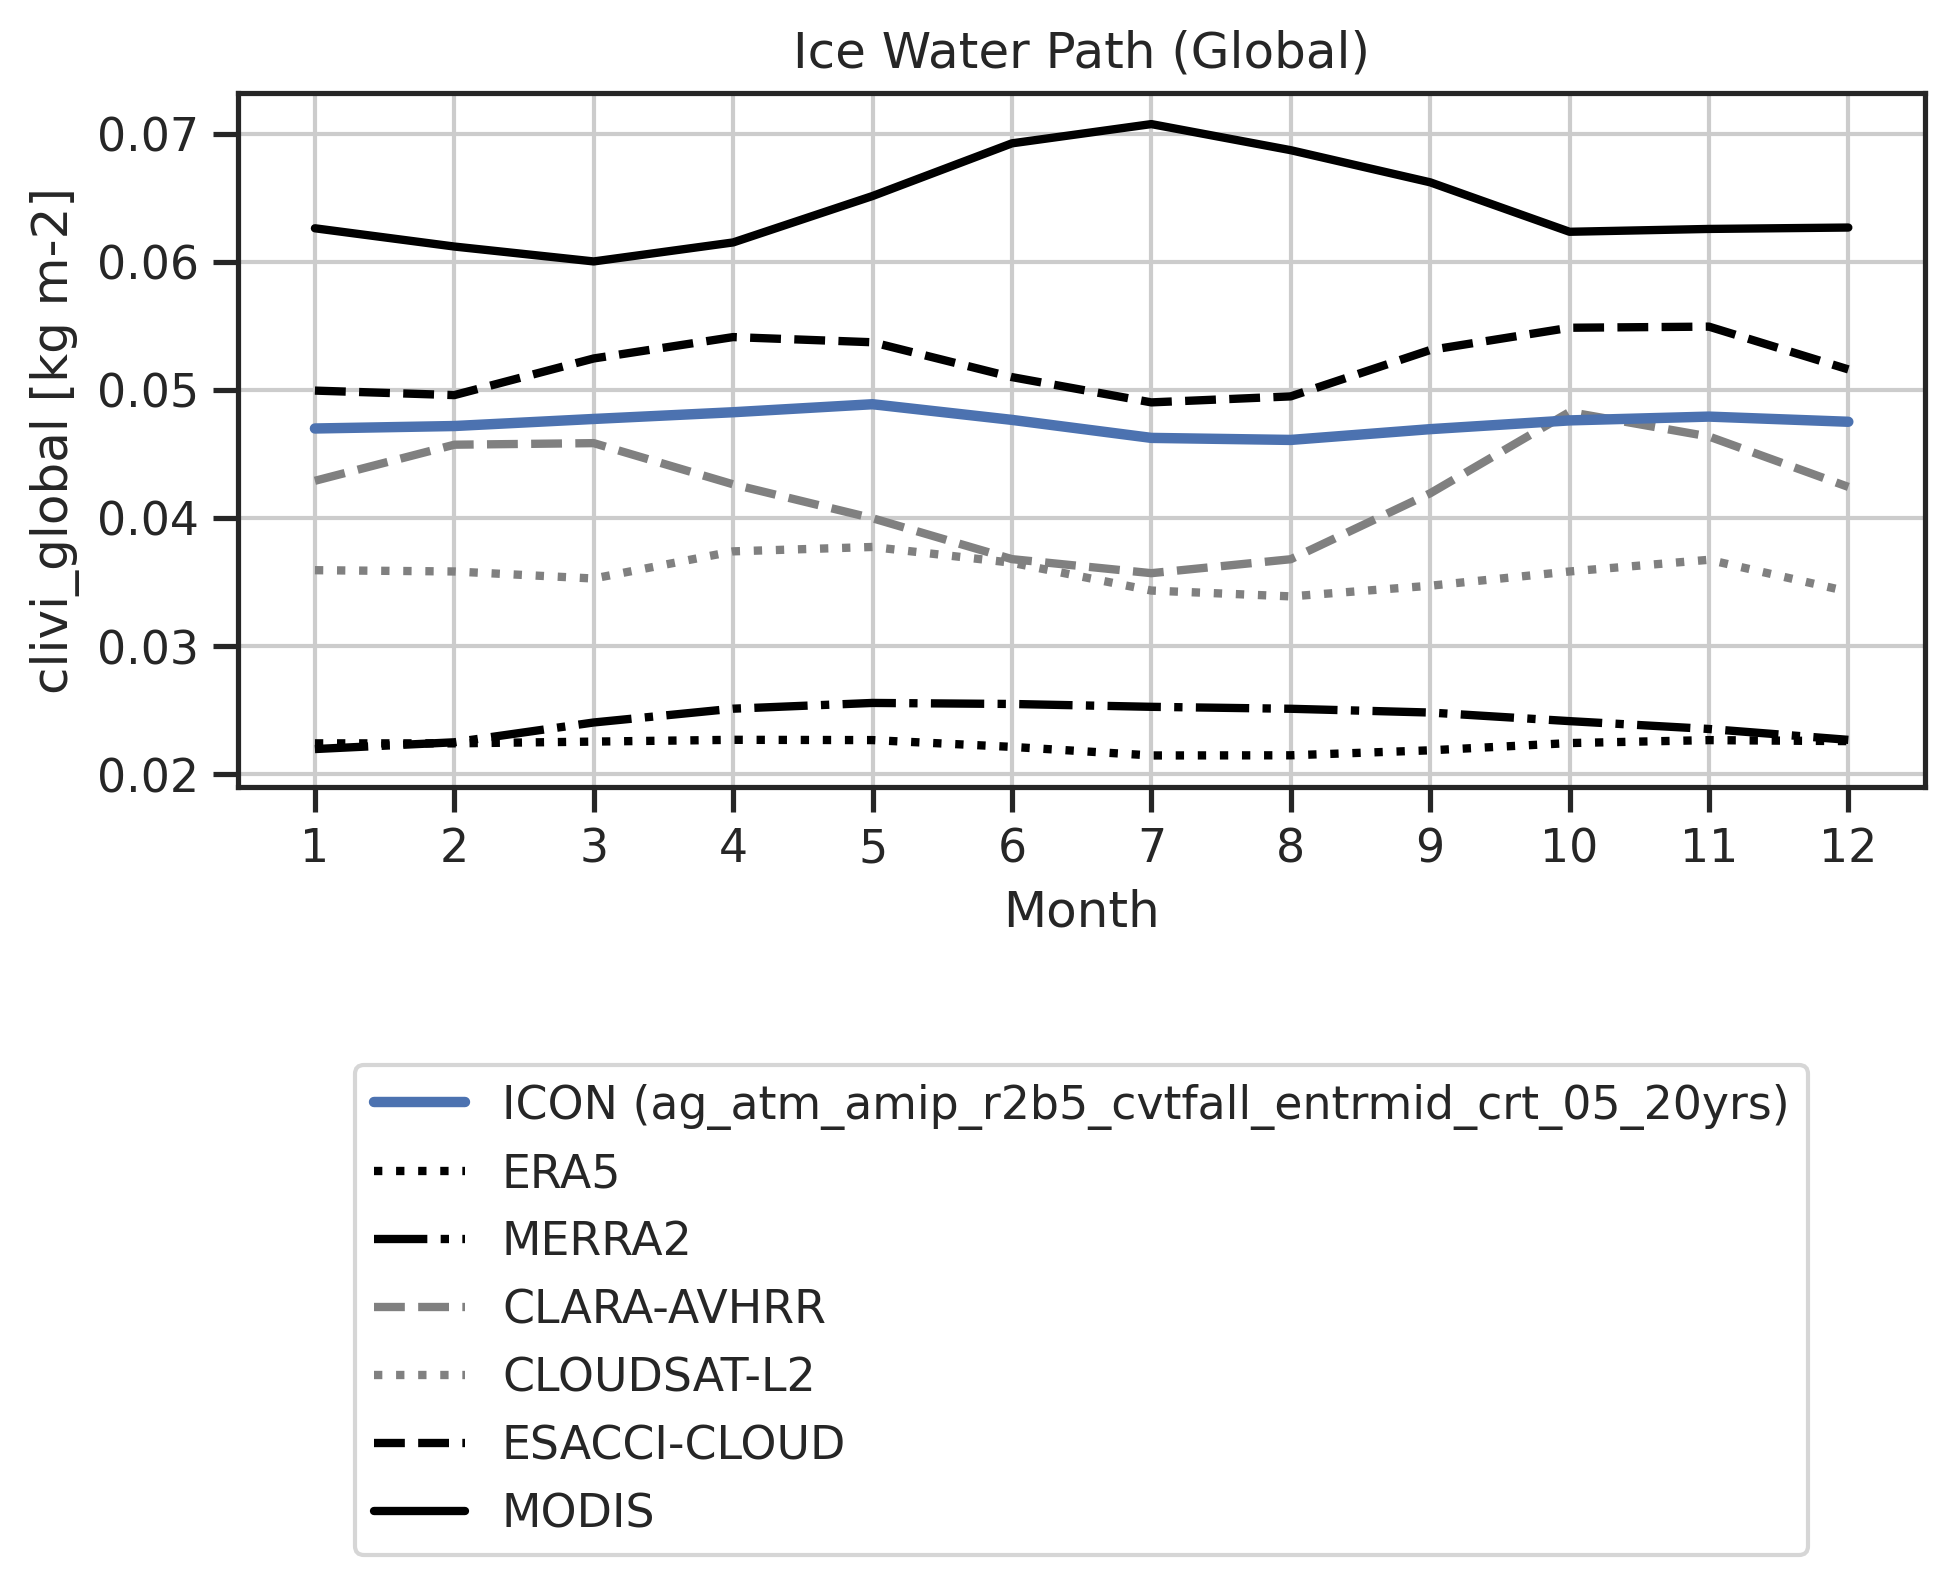 Ice Water Path (Global)
clivi_global [kg m-2]
0.07
0.06
0.05
0.04
0.03
0.02
1 2 3 4 5 6 7 8 9 10 11 12
Month
ICON (ag_atm_amip_r2b5_cvtfall_entrmid_crt_05_20yrs)
ERA5
MERRA2
CLARA-AVHRR
CLOUDSAT-L2
ESACCI-CLOUD
MODIS